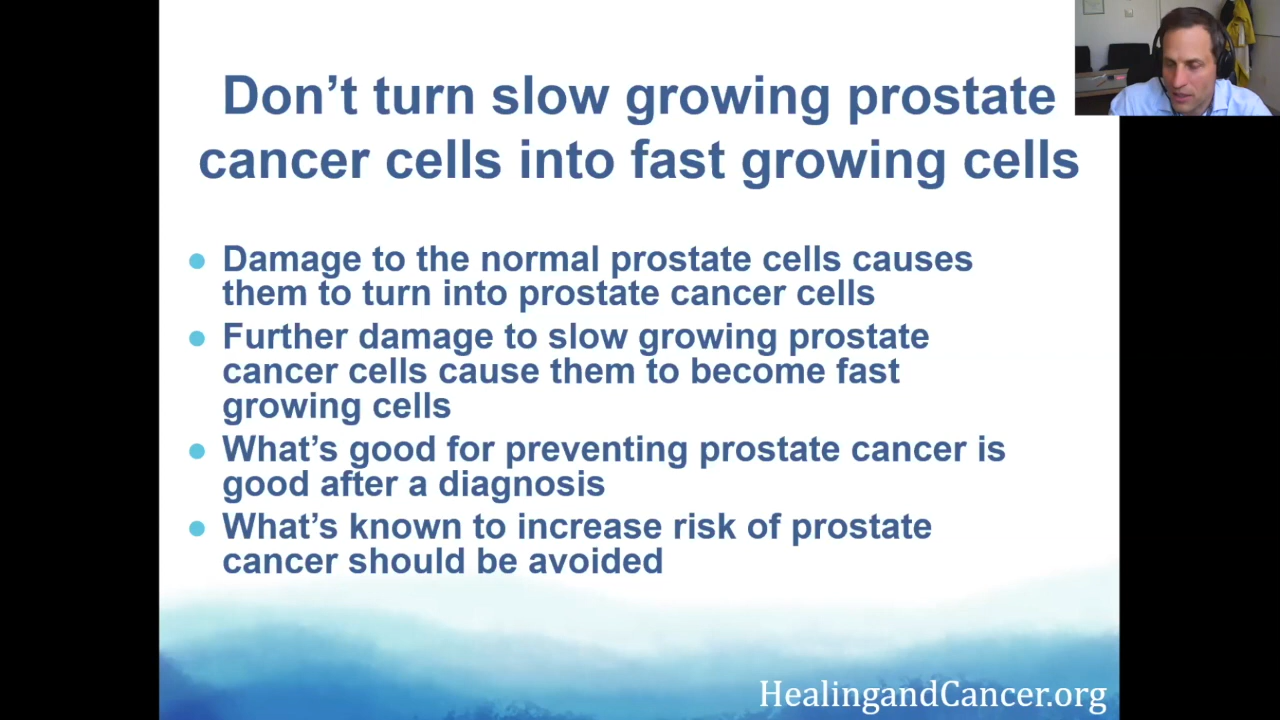 Don’t turn slow growing prostate
cancer cells into fast growing cells
Damage to the normal prostate cells causes
them to turn into prostate cancer cells
Further damage to slow growing prostate
cancer cells cause them to become fast
growing cells
What’s good for preventing prostate cancer is
good after a diagnosis
What’s known to increase risk of prostate
cancer should be avoided
HealingandCancer.org